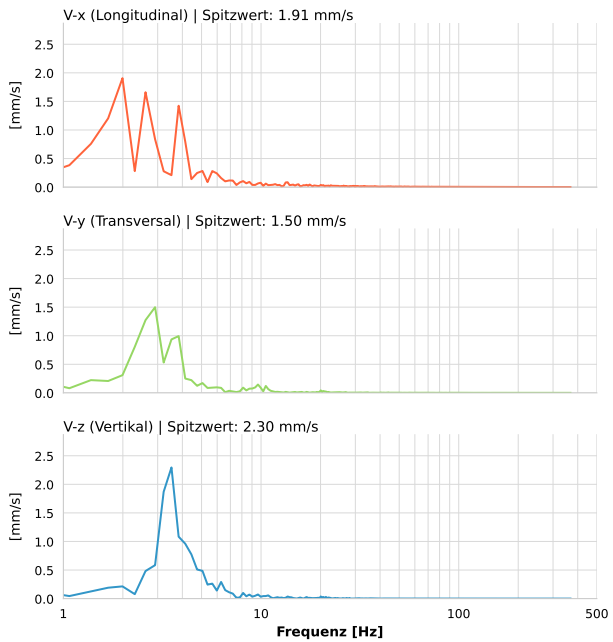 V-x (Longitudinal) | Spitzwert: 1.91 mm/s
[mm/s]
2.5
2.0
1.5
1.0
0.5
0.0
V-y (Transversal) | Spitzwert: 1.50 mm/s
[mm/s]
2.5
2.0
1.5
1.0
0.5
0.0
V-z (Vertikal) | Spitzwert: 2.30 mm/s
[mm/s]
2.5
2.0
1.5
1.0
0.5
0.0
1 10 100 500
Frequenz [Hz]